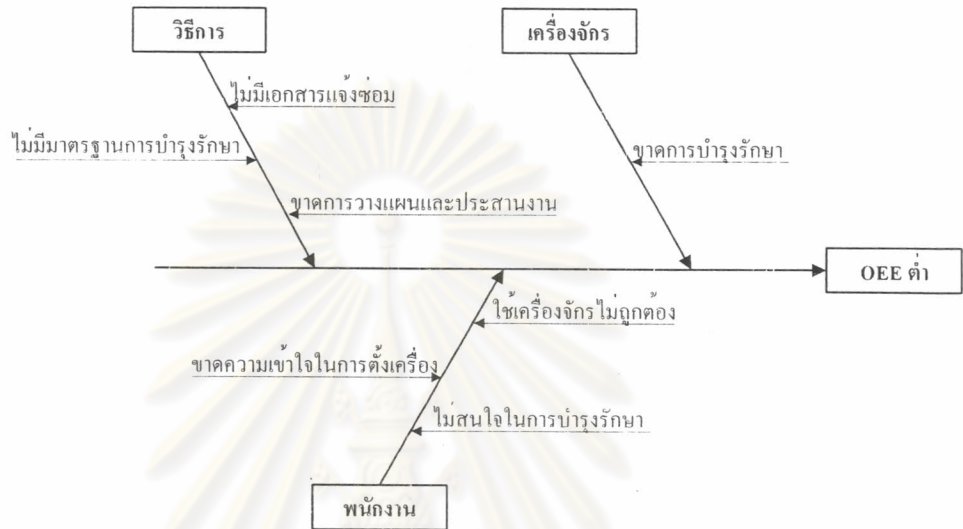 วิธีการ
เครื่องจักร
ไม่มีเอกสารแจ้งซ่อม
ไม่มีมาตรฐานการบำรุงรักษา
ขาดการบำรุงรักษา
ขาดการวางแผนและประสานงาน
OEE ต่ำ
ใช้เครื่องจักรไม่ถูกต้อง
ขาดความเข้าใจในการตั้งเครื่อง
ไม่สนใจในการบำรุงรักษา
พนักงาน